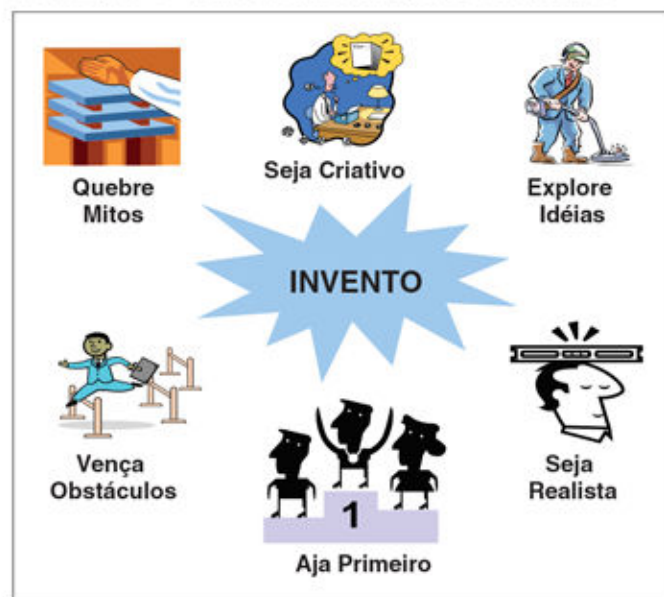 Quebre
Mitos
Seja Criativo
Explore
Idéias
INVENTO
Vença
Obstáculos
1
Aja Primeiro
Seja
Realista